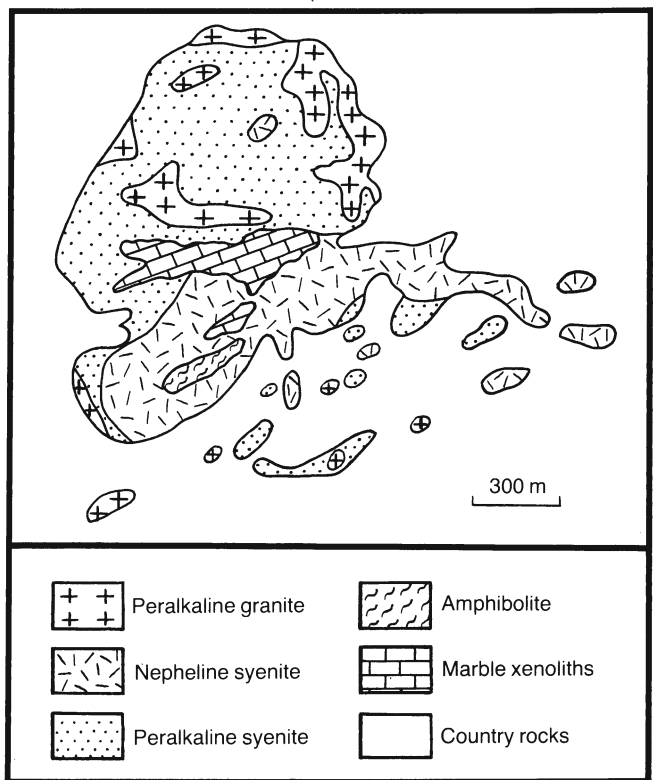 300 m
Peralkaline granite
Amphibolite
Nepheline syenite
Marble xenoliths
Peralkaline syenite
Country rocks